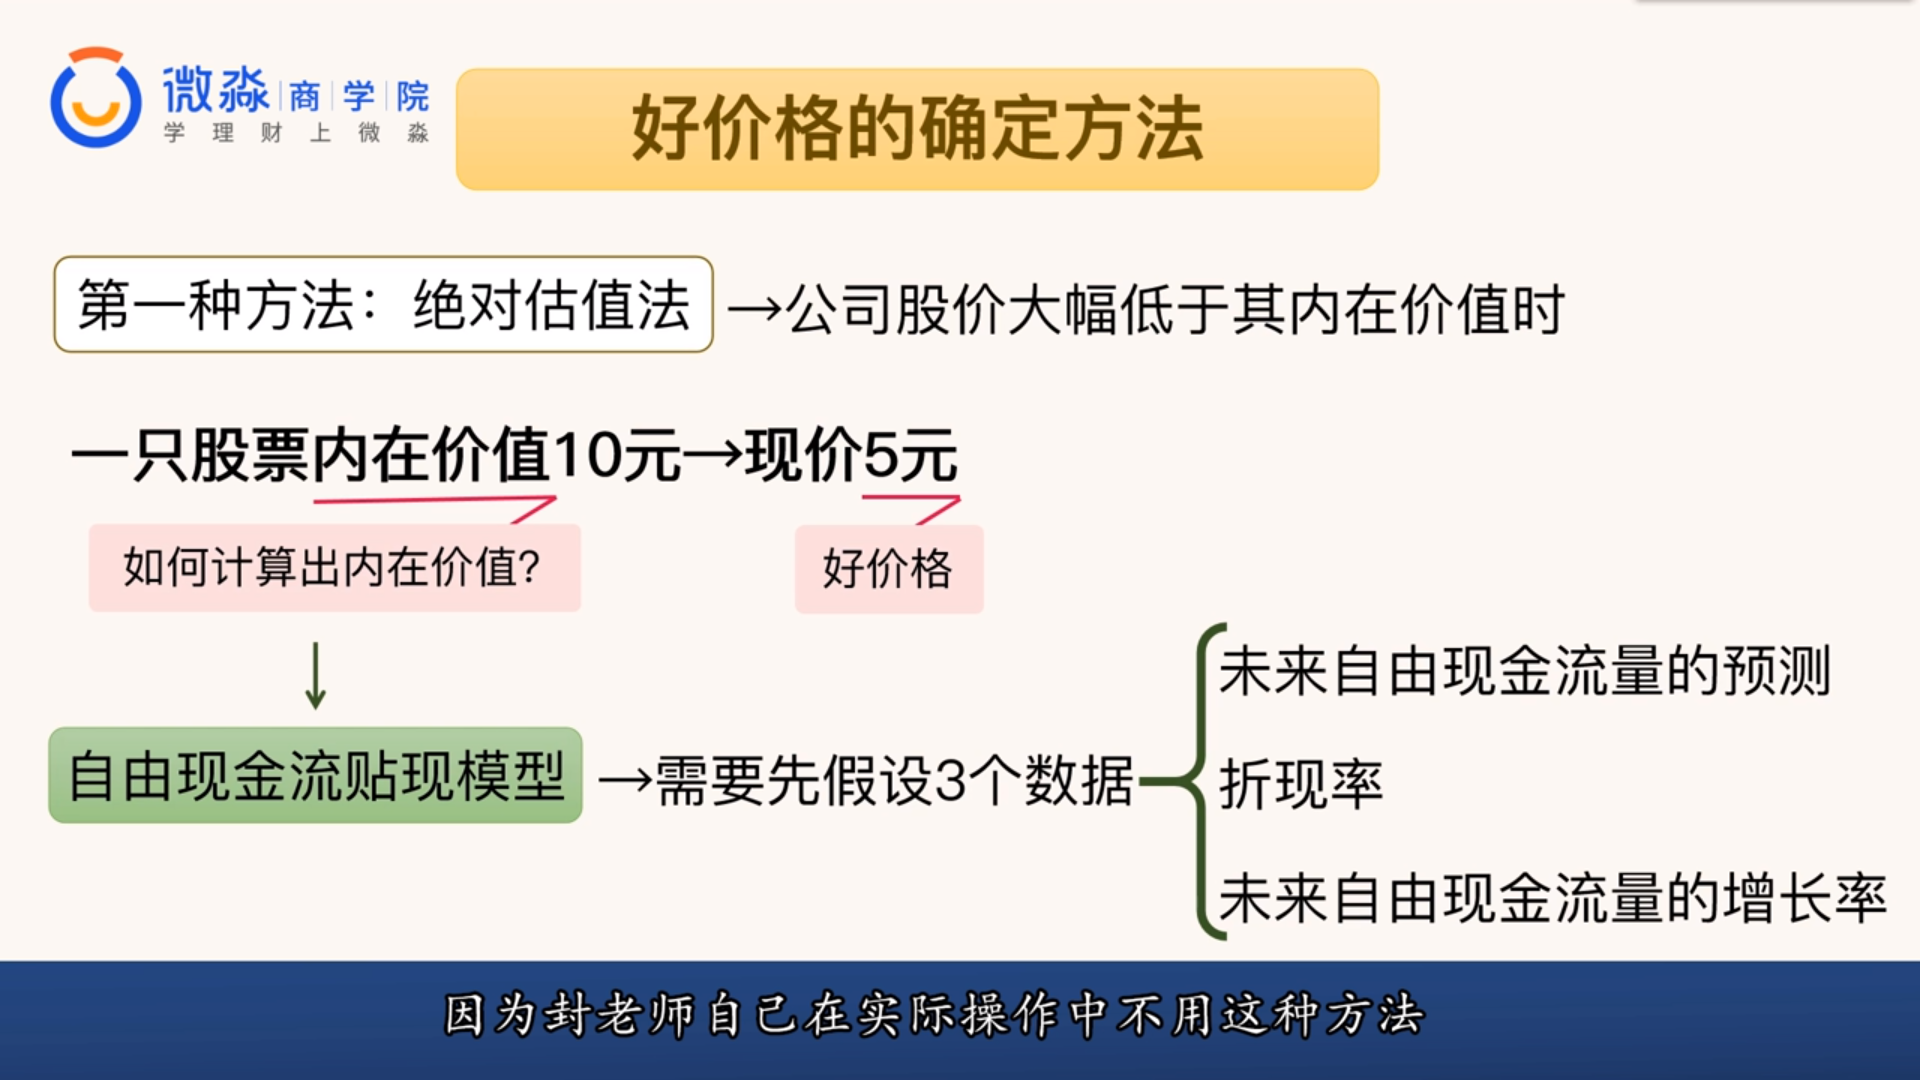 微淼商学院
学理财上微淼
好价格的确定方法
第一种方法：绝对估值法
→公司股价大幅低于其内在价值时
一只股票内在价值10元→现价5元
如何计算出内在价值?
好价格
自由现金流贴现模型
→需要先假设3个数据
未来自由现金流量的预测
折现率
未来自由现金流量的增长率
因为封老师自己在实际操作中不用这种方法